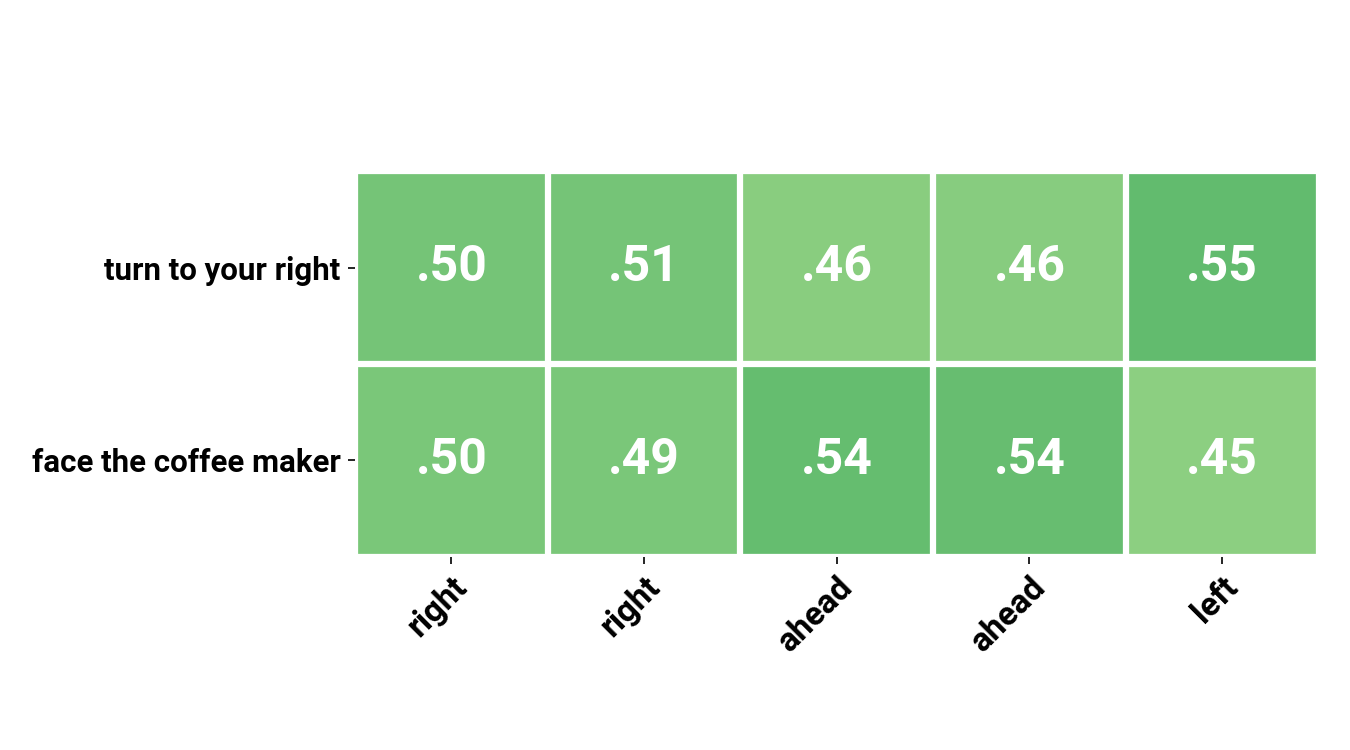 turn to your right .50 .51 .46 .46 .55
face the coffee maker .50 .49 .54 .54 .45
right right ahead ahead left